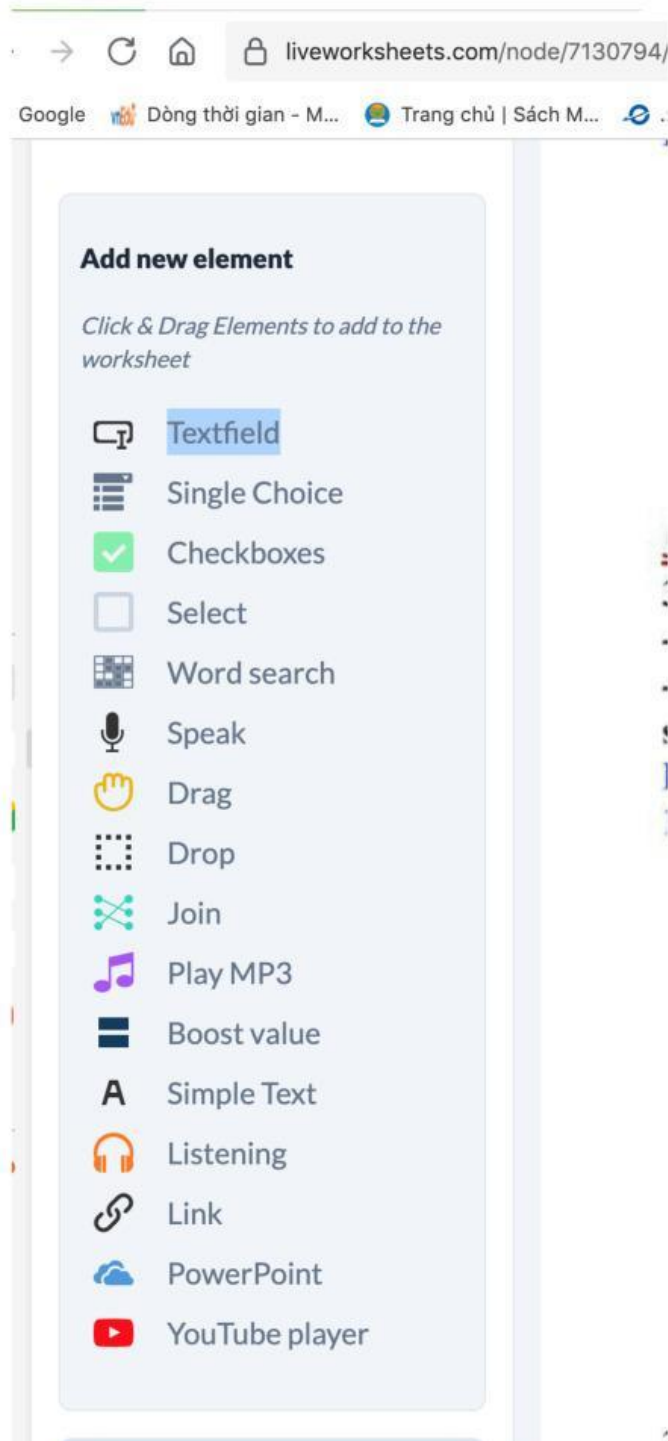 liveworksheets.com/node/7130794/
Google Dòng thời gian - M... Trang chủ | Sách M...
Add new element
Click & Drag Elements to add to the
worksheet
Textfield
Single Choice
Checkboxes
Select
Word search
Speak
Drag
Drop
Join
Play MP3
Boost value
A Simple Text
Listening
Link
PowerPoint
YouTube player